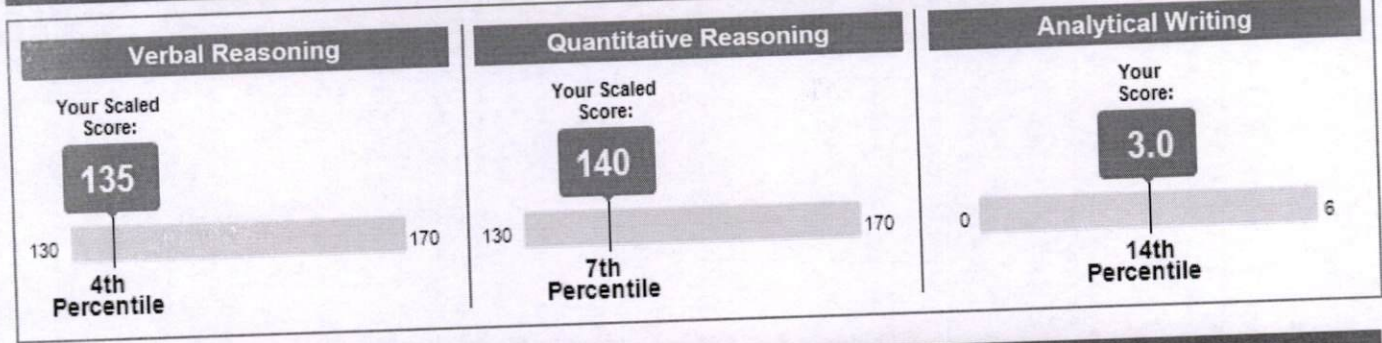 Verbal Reasoning
Your Scaled
Score:
135
130
170
4th
Percentile
Quantitative Reasoning
Your Scaled
Score:
140
130
170
7th
Percentile
Analytical Writing
Your
Score:
3.0
0
6
14th
Percentile